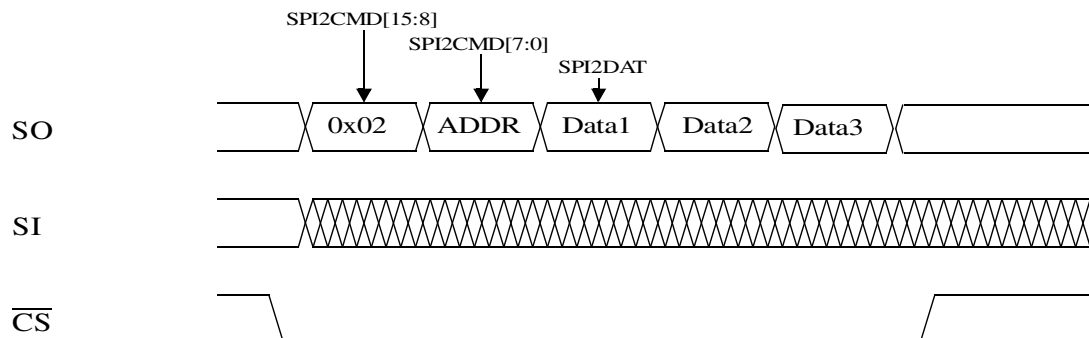 SPI2CMD[15:8]
SPI2CMD[7:0]
SPI2DAT
SO 0x02 ADDR Data1 Data2 Data3
SI
CS